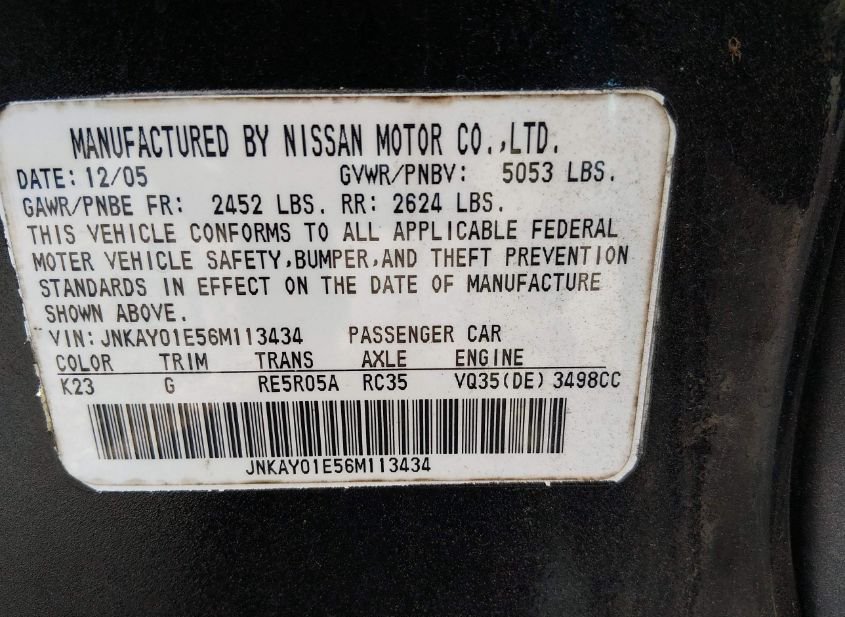 MANUFACTURED BY NISSAN MOTOR CO.,LTD.
DATE: 12/05 GVWR/PNBV: 5053 LBS.
GAWR/PNBE FR: 2452 LBS. RR: 2624 LBS.
THIS VEHICLE CONFORMS TO ALL APPLICABLE FEDERAL
MOTER VEHICLE SAFETY,BUMPER,AND THEFT PREVENTION
STANDARDS IN EFFECT ON THE DATE OF MANUFACTURE
SHOWN ABOVE.
VIN: JNKAY01E56M113434 PASSENGER CAR
COLOR TRIM TRANS AXLE ENGINE
K23 G RE5R05A RC35 VQ35(DE) 3498CC
JNKAY01E56M113434